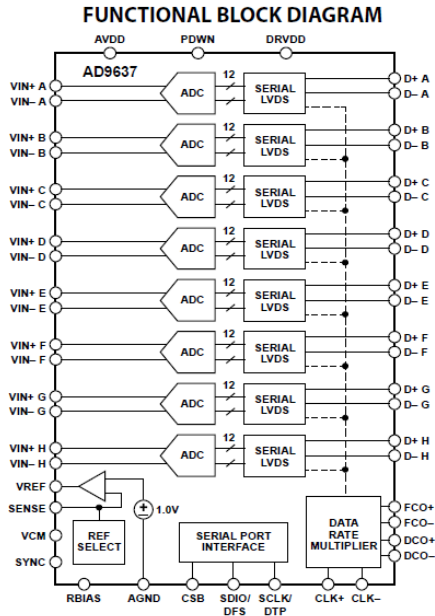 FUNCTIONAL BLOCK DIAGRAM
AVDD PDWN DRVDD
AD9637
VIN+ A
VIN– A
ADC
12
SERIAL
LVDS
D+ A
D– A
VIN+ B
VIN– B
ADC
12
SERIAL
LVDS
D+ B
D– B
VIN+ C
VIN– C
ADC
12
SERIAL
LVDS
D+ C
D– C
VIN+ D
VIN– D
ADC
12
SERIAL
LVDS
D+ D
D– D
VIN+ E
VIN– E
ADC
12
SERIAL
LVDS
D+ E
D– E
VIN+ F
VIN– F
ADC
12
SERIAL
LVDS
D+ F
D– F
VIN+ G
VIN– G
ADC
12
SERIAL
LVDS
D+ G
D– G
VIN+ H
VIN– H
ADC
12
SERIAL
LVDS
D+ H
D– H
VREF
SENSE
VCM
SYNC
REF
SELECT
1.0V
SERIAL PORT
INTERFACE
DATA
RATE
MULTIPLIER
FCO+
FCO–
DCO+
DCO–
RBIAS AGND CSB SDIO/
DFS
SCLK/
DTP
CLK+ CLK–